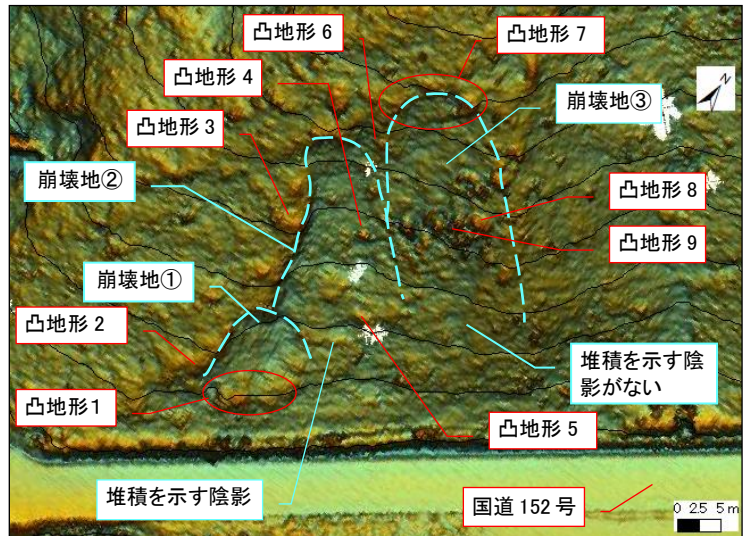 凸地形 6
凸地形 7
凸地形 4
崩壊地③
凸地形 3
崩壊地②
凸地形 8
凸地形 9
崩壊地①
凸地形 2
堆積を示す陰
影がない
凸地形1
凸地形 5
堆積を示す陰影
国道 152 号
N
0 2.5 5 m